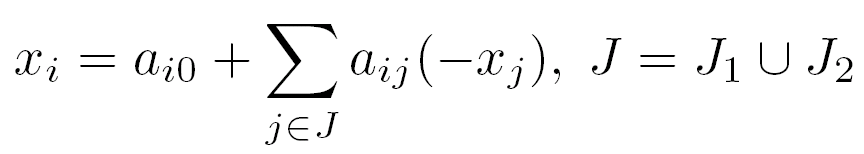 x_i = a_{i0} + \sum_{j \in J} a_{ij}(-x_j), \ J = J_1 \cup J_2